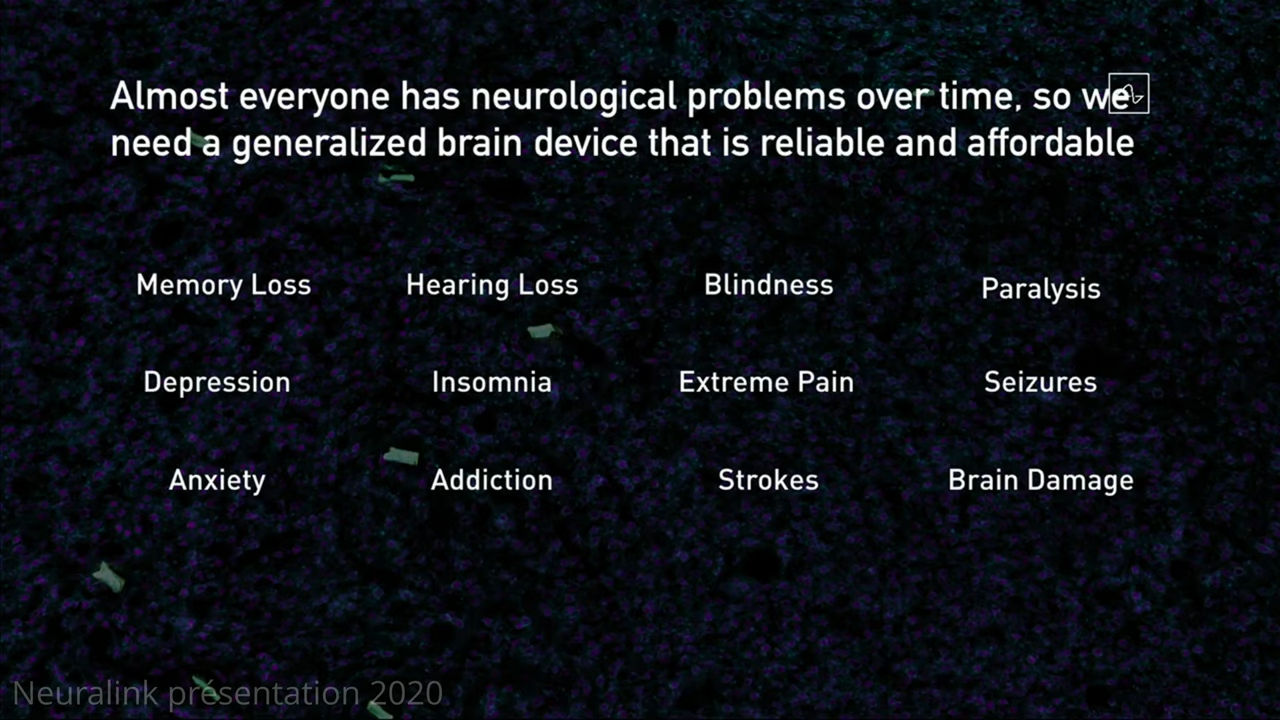 Almost everyone has neurological problems over time, so we
need a generalized brain device that is reliable and affordable
Memory Loss Hearing Loss Blindness Paralysis
Depression Insomnia Extreme Pain Seizures
Anxiety Addiction Strokes Brain Damage
Neuralink présentation 2020